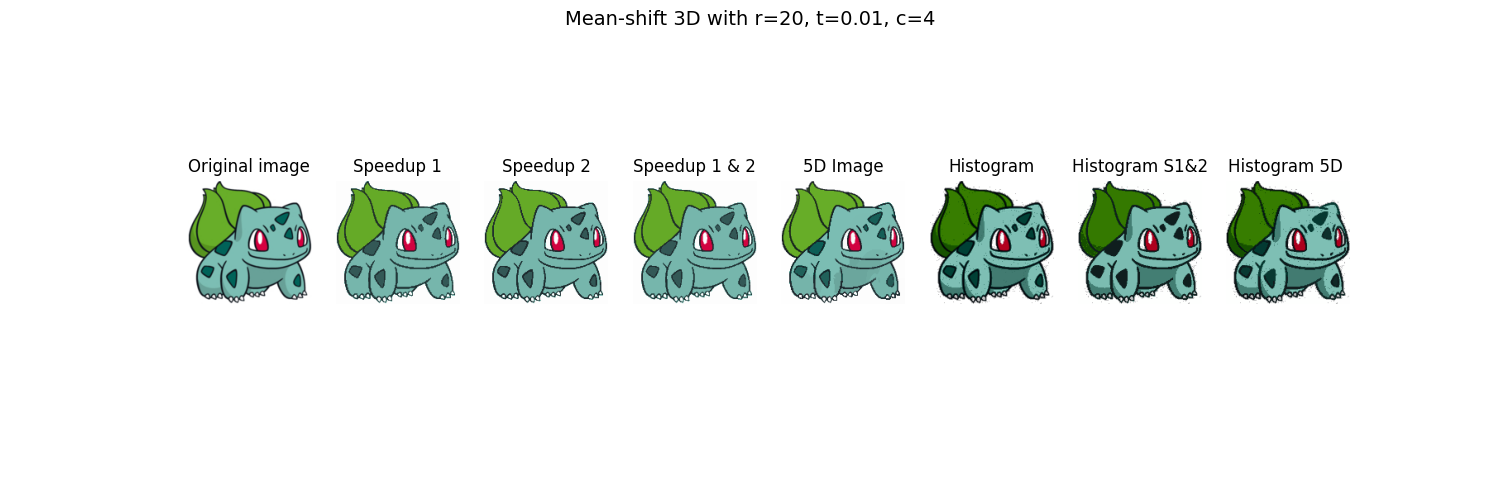 Mean-shift 3D with r=20, t=0.01, c=4
Original image
Speedup 1
Speedup 2
Speedup 1 & 2
5D Image
Histogram
Histogram S1&2
Histogram 5D